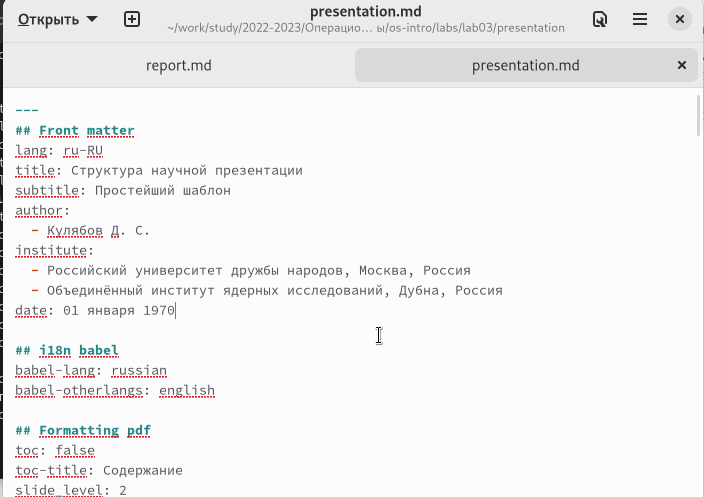 Открыть
presentation.md
~/work/study/2022-2023/Операцио… ы/os-intro/labs/lab03/presentation
report.md
presentation.md
---
## Front matter
lang: ru-RU
title: Структура научной презентации
subtitle: Простейший шаблон
author:
  - Кулябов Д. С.
institute:
  - Российский университет дружбы народов, Москва, Россия
  - Объединённый институт ядерных исследований, Дубна, Россия
date: 01 января 1970
## i18n babel
babel-lang: russian
babel-otherlangs: english
## Formatting pdf
toc: false
toc-title: Содержание
slide_level: 2